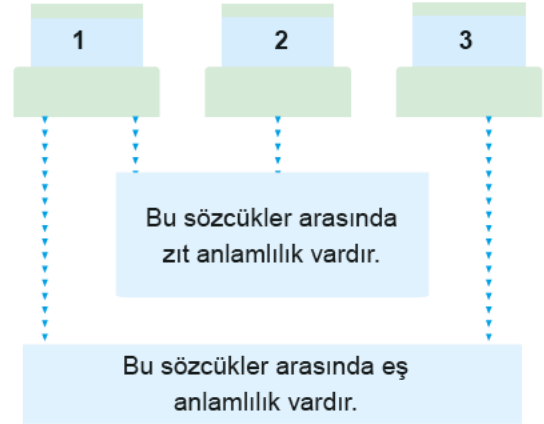 1 2 3
Bu sözcükler arasında
zıt anlamlılık vardır.
Bu sözcükler arasında eş
anlamlılık vardır.